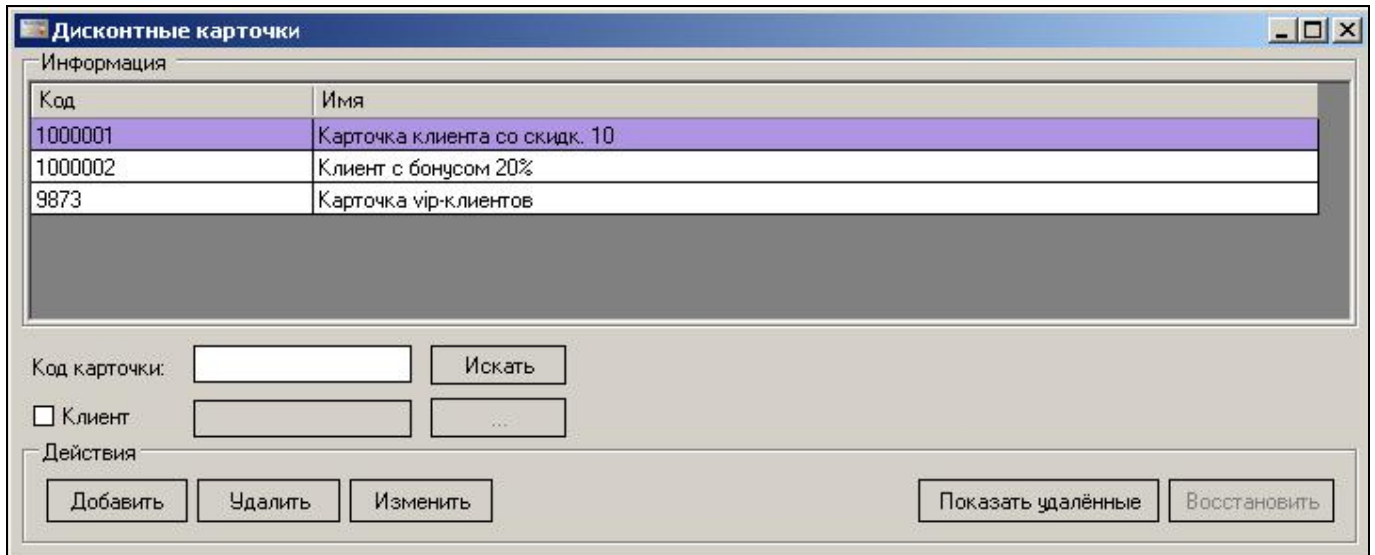 Дисконтные карточки
Информация
Код Имя
1000001 Карточка клиента со скидк. 10
1000002 Клиент с бонусом 20%
9873 Карточка vip-клиентов
Код карточки: Искать
Клиент ...
Действия
Добавить Удалить Изменить Показать удалённые Восстановить